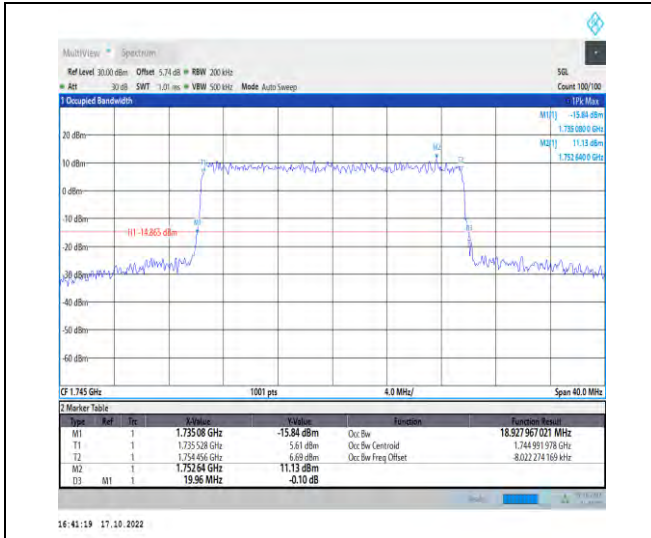 MultiView Spectrum
Ref Level 30.00 dBm Offset 5.74 dB RBW 200 kHz SGL
Att 30 dB SWT 1.01 ms VBW 500 kHz Mode Auto Sweep Count 100/100
1 Occupied Bandwidth 1Pk Max
M1[1] -15.84 dBm
1.735 080 0 GHz
M2[1] 11.13 dBm
1.752 640 0 GHz
20 dBm
10 dBm
T1 M2 T2
0 dBm
-10 dBm
M1 D3
H1 -14.865 dBm
-20 dBm
-30 dBm
-40 dBm
-50 dBm
-60 dBm
CF 1.745 GHz 1001 pts 4.0 MHz/ Span 40.0 MHz
2 Marker Table
Type Ref Trc X-Value Y-Value Function Function Result
M1 1 1.73508 GHz -15.84 dBm Occ Bw 18.927 967 021 MHz
T1 1 1.735 528 GHz 5.61 dBm Occ Bw Centroid 1.744 991 978 GHz
T2 1 1.754 456 GHz 6.69 dBm Occ Bw Freq Offset -8.022 274 169 kHz
M2 1 1.752 64 GHz 11.13 dBm
D3 M1 1 19.96 MHz -0.10 dB
16:41:19 17.10.2022